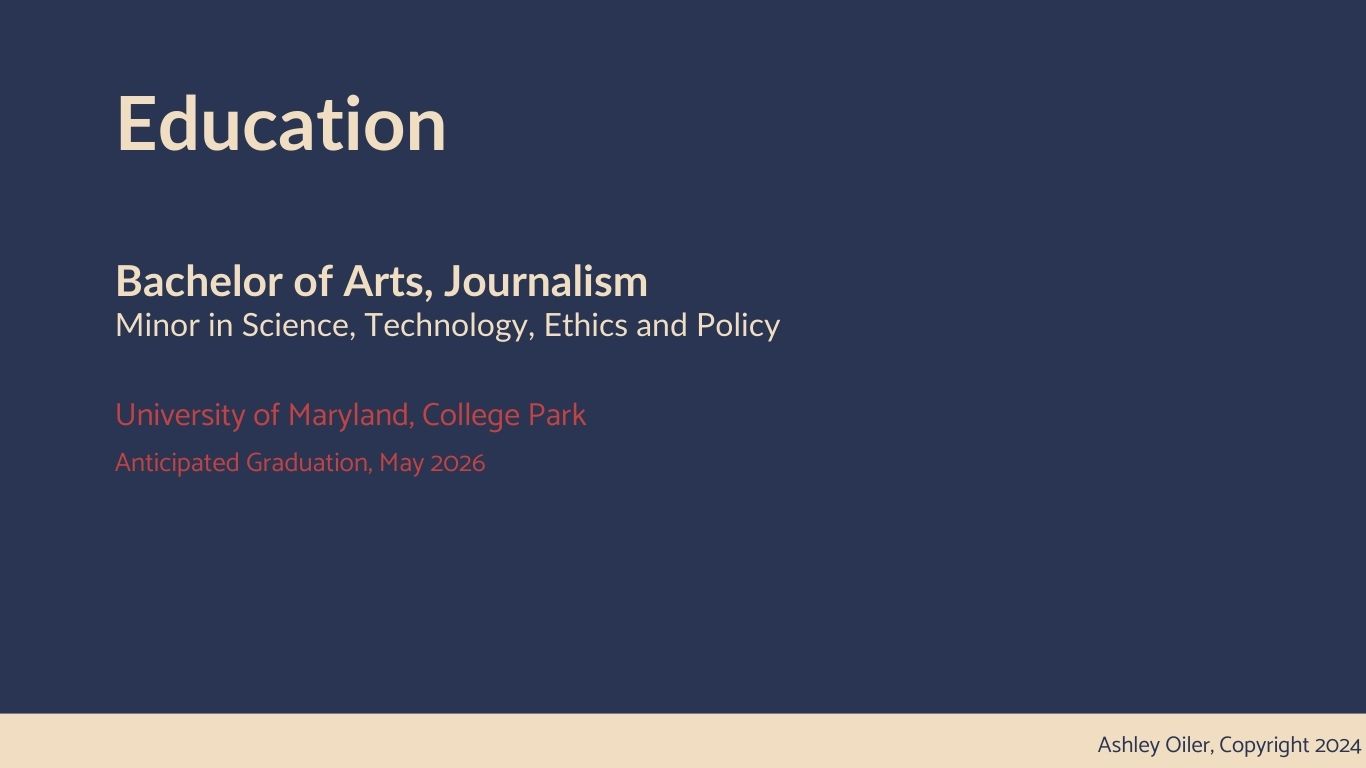 Education
Bachelor of Arts, Journalism
Minor in Science, Technology, Ethics and Policy
University of Maryland, College Park
Anticipated Graduation, May 2026
Ashley Oiler, Copyright 2024